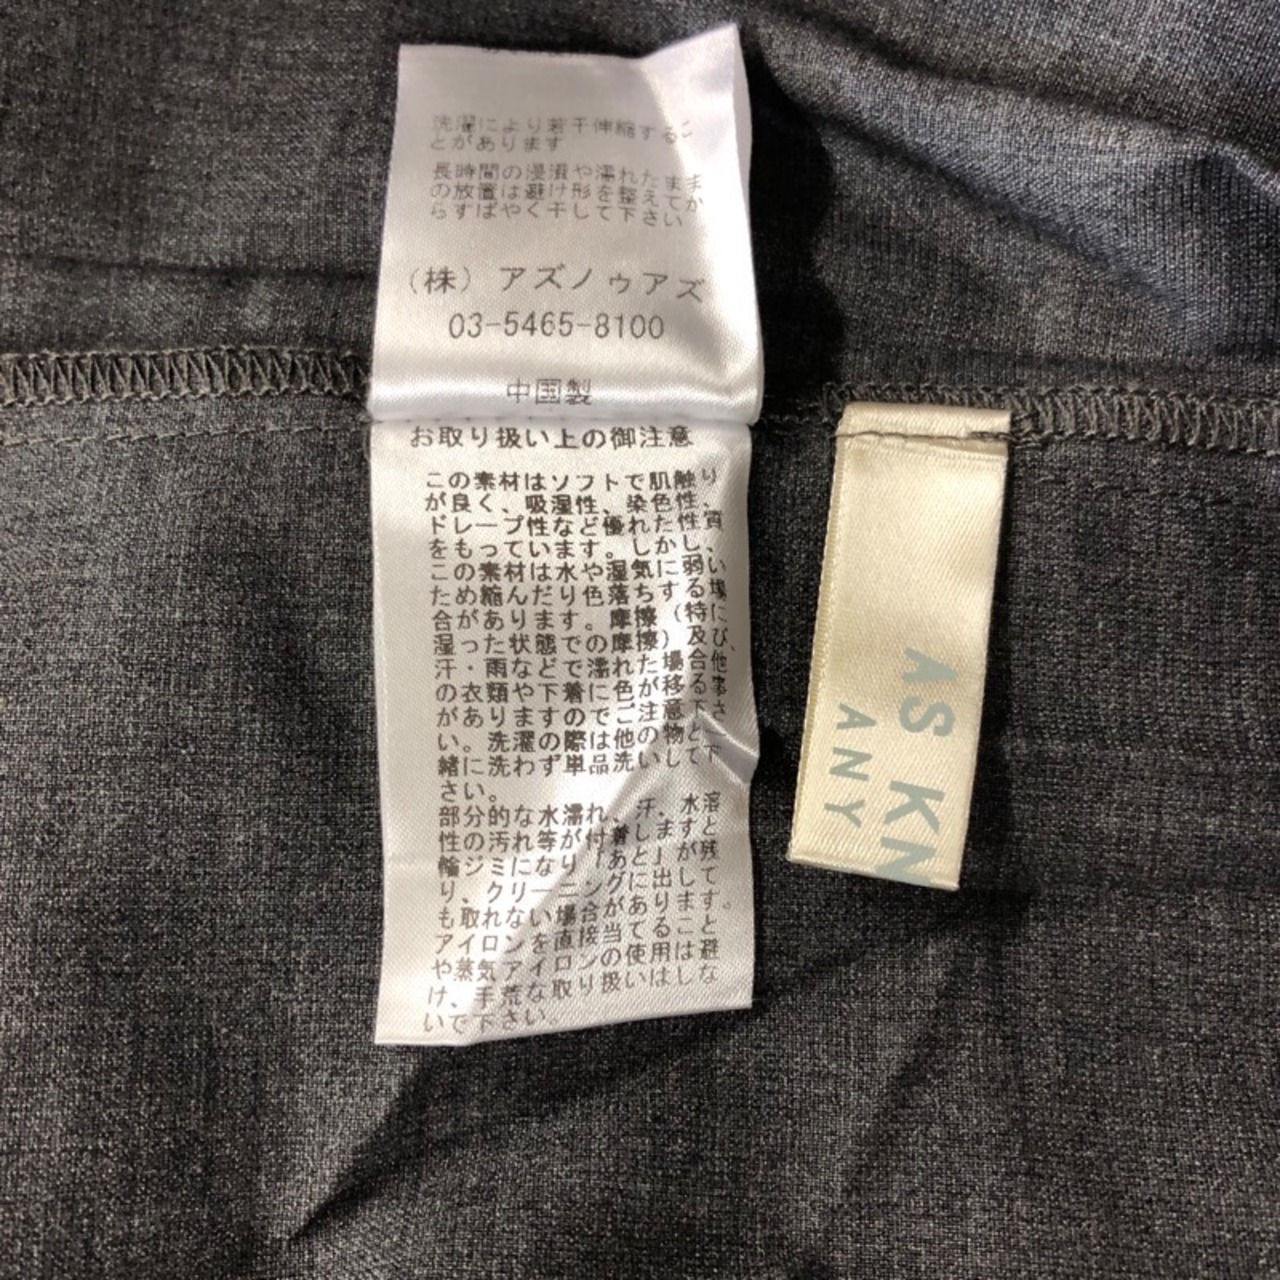 洗濯により若干伸縮するこ
とがあります
長時間の浸漬や濡れたまま
の放置は避け形を整えてか
らすばやく干して下さい
（株）アズノゥアズ
03-5465-8100
中国製
お取り扱い上の御注意
この素材はソフトで肌触り
が良く、吸湿性、染色性、
ドレープ性など優れた性質
をもっています。しかし、
この素材は水や湿気に弱い
ため縮んだり色落ちする場
合があります。摩擦（特に
湿った状態での摩擦）及び、
汗・雨などで濡れた場合他
の衣類や下着に色が移る事
がありますのでご注意下さ
い。洗濯の際は他の物と一
緒に洗わず単品洗いして下
さい。
部分的な水濡れ、汗、水溶
性の汚れ等が付着しますと
輪ジミになり「あと」が残
り、クリーニングに出して
も取れない場合があります。
アイロンを直接当てること
や蒸気アイロンの使用は避
け、手荒な取り扱いはしな
いで下さい。
AS KN
ANY